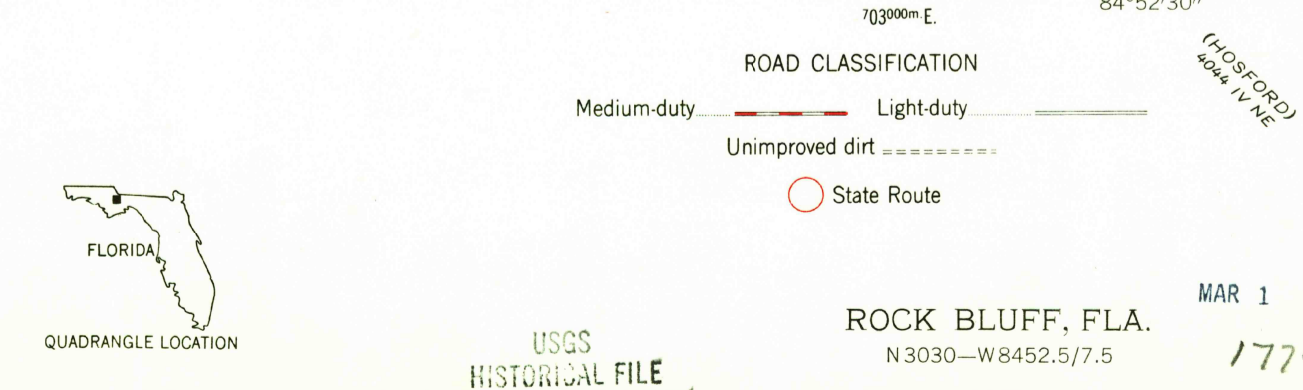 703000m. E.
84°52'30"
(HOSFORD)
4044 IV NE
ROAD CLASSIFICATION
Medium-duty Light-duty
Unimproved dirt
State Route
FLORIDA
QUADRANGLE LOCATION
USGS
HISTORICAL FILE
ROCK BLUFF, FLA.
N3030—W8452.5/7.5
MAR 1
177